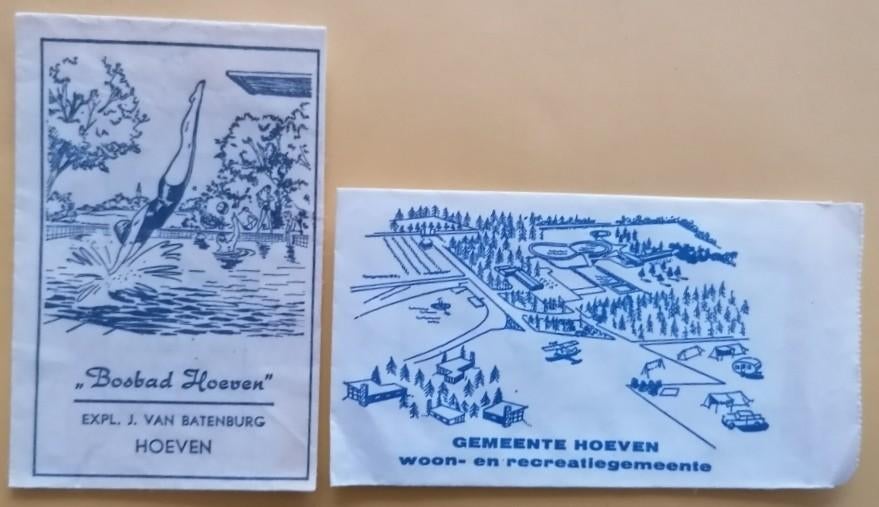 „Bosbad Hoeven”
EXPL. J. VAN BATENBURG
HOEVEN
GEMEENTE HOEVEN
woon- en recreatiegemeente